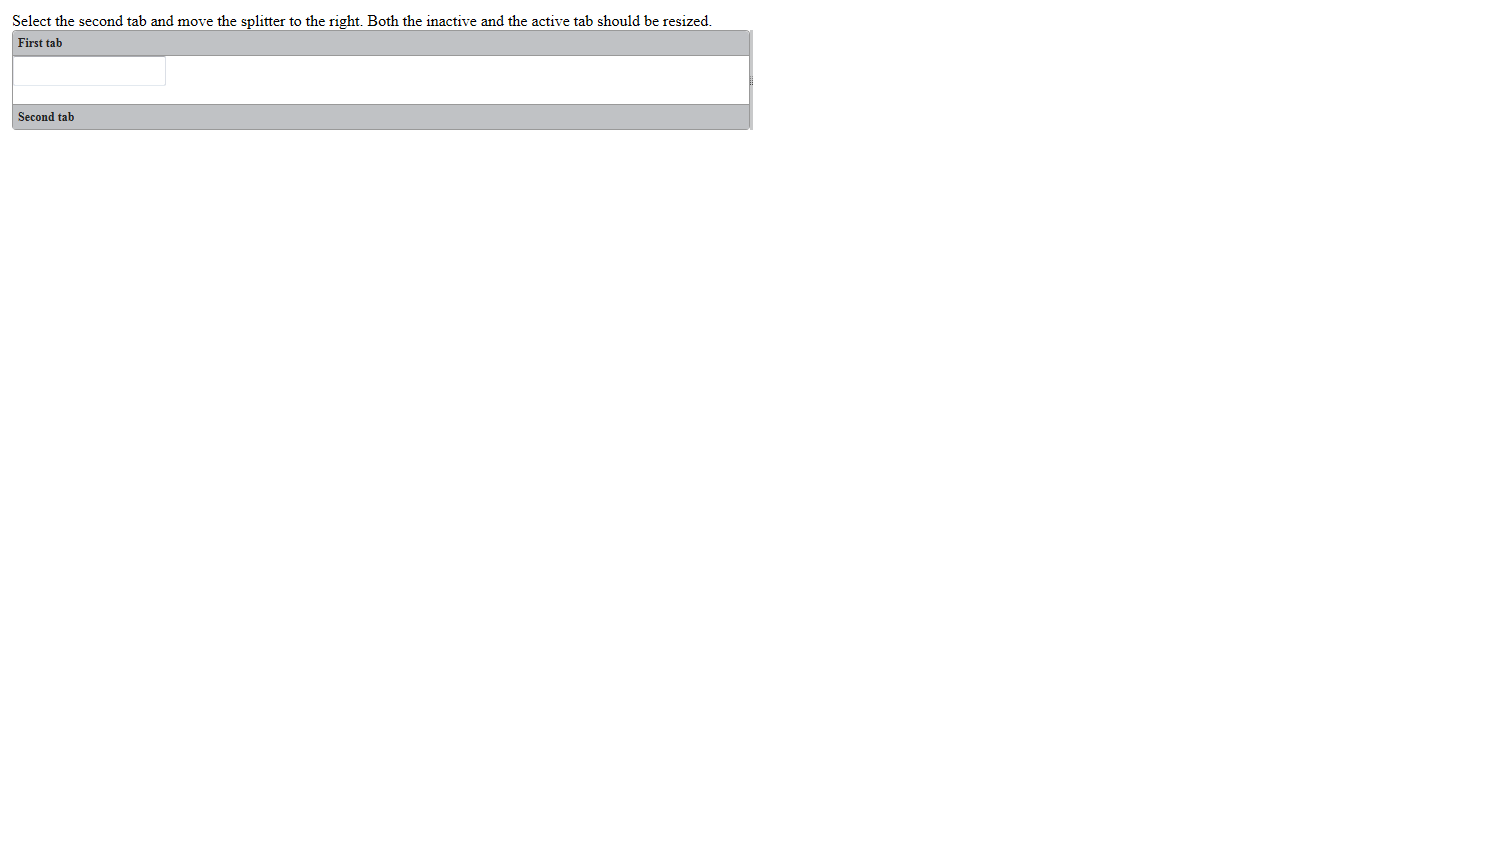 Select the second tab and move the splitter to the right. Both the inactive and the active tab should be resized.
First tab
Second tab